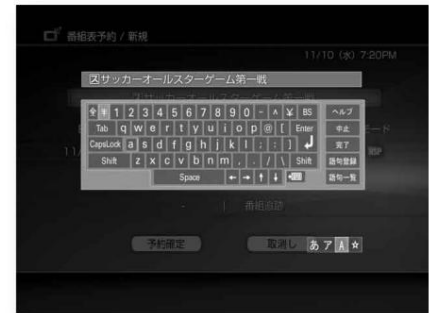 番組表予約 / 新規
11/10 (水) 7:20PM
🅂サッカーオールスターゲーム第一戦
全 半 1 2 3 4 5 6 7 8 9 0 - ^ ¥ BS ヘルプ
Tab q w e r t y u i o p @ [ Enter 中止
CapsLock a s d f g h j k l ; : ] 完了
Shift z x c v b n m , . / \ Shift 語句登録
Space ← → ↑ ↓ 語句一覧
- | 番組追跡
予約確定 取消し あ ア A ☆